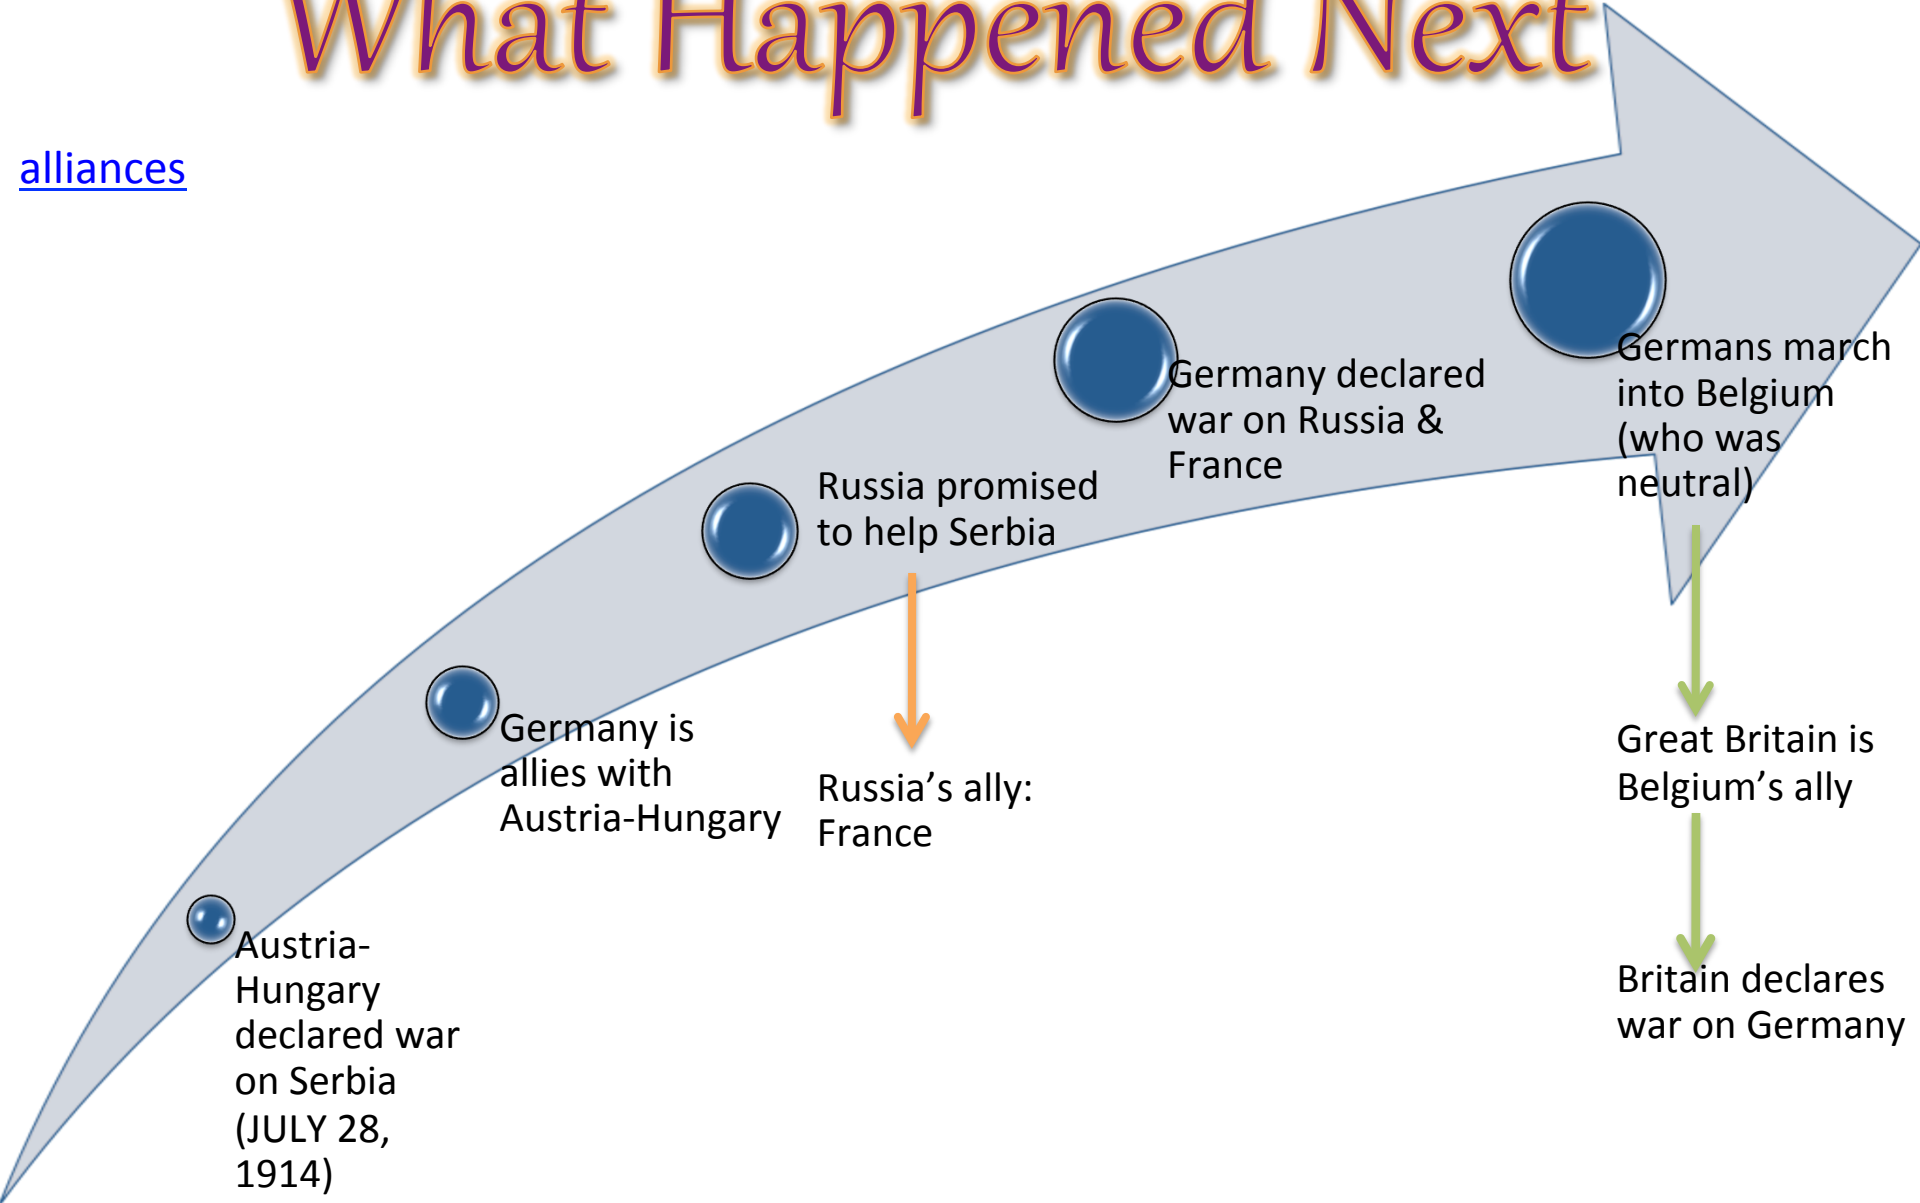 What Happened Next
alliances
Austria-
Hungary
declared war
on Serbia
(JULY 28,
1914)
Germany is
allies with
Austria-Hungary
Russia promised
to help Serbia
Russia’s ally:
France
Germany declared
war on Russia &
France
Germans march
into Belgium
(who was
neutral)
Great Britain is
Belgium’s ally
Britain declares
war on Germany